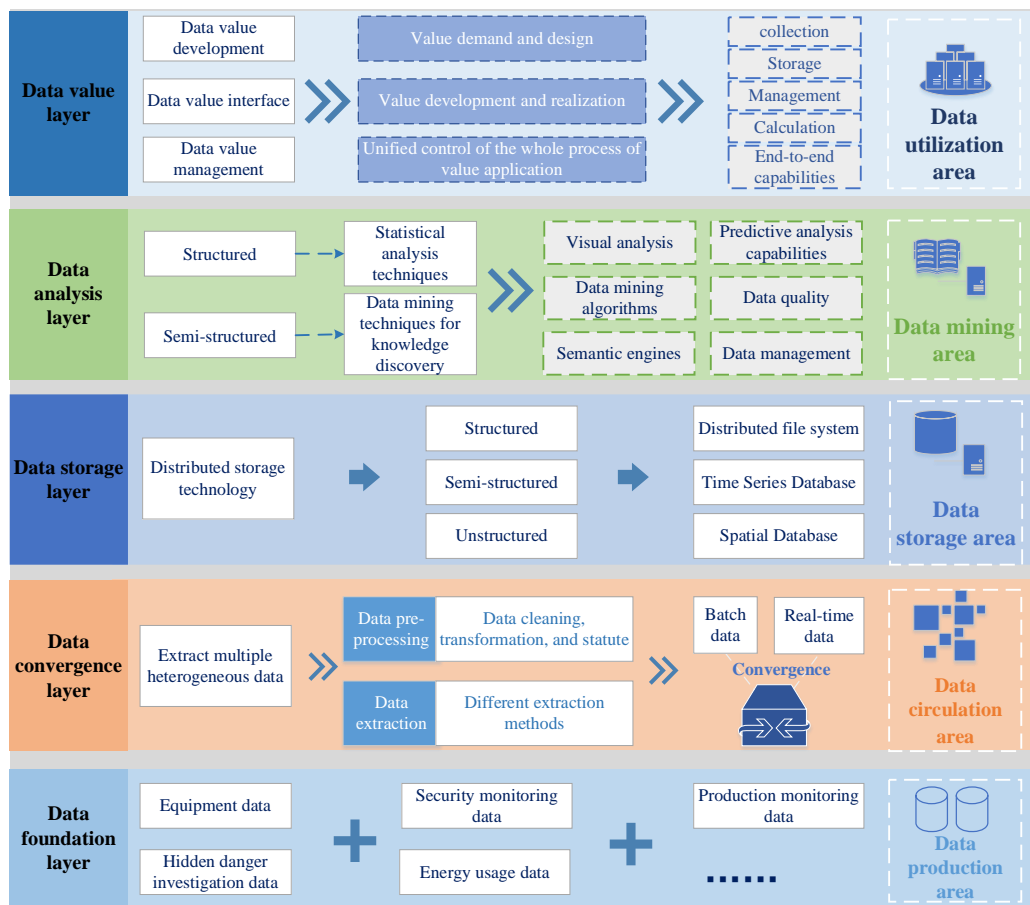 Data value
layer
Data value
development
Data value interface
Data value
management
Value demand and design
Value development and realization
Unified control of the whole process of
value application
collection
Storage
Management
Calculation
End-to-end
capabilities
Data
utilization
area
Data
analysis layer
Structured
Semi-structured
Statistical
analysis
techniques
Data mining
techniques for
knowledge
discovery
Visual analysis
Data mining
algorithms
Semantic engines
Predictive analysis
capabilities
Data quality
Data management
Data mining
area
Data storage
layer
Distributed storage
technology
Structured
Semi-structured
Unstructured
Distributed file system
Time Series Database
Spatial Database
Data
storage area
Data
convergence
layer
Extract multiple
heterogeneous data
Data pre-
processing
Data cleaning,
transformation, and statute
Data
extraction
Different extraction
methods
Batch
data
Real-time
data
Convergence
Data
circulation
area
Data
foundation
layer
Equipment data
Hidden danger
investigation data
Security monitoring
data
Energy usage data
Production monitoring
data
......
Data
production
area